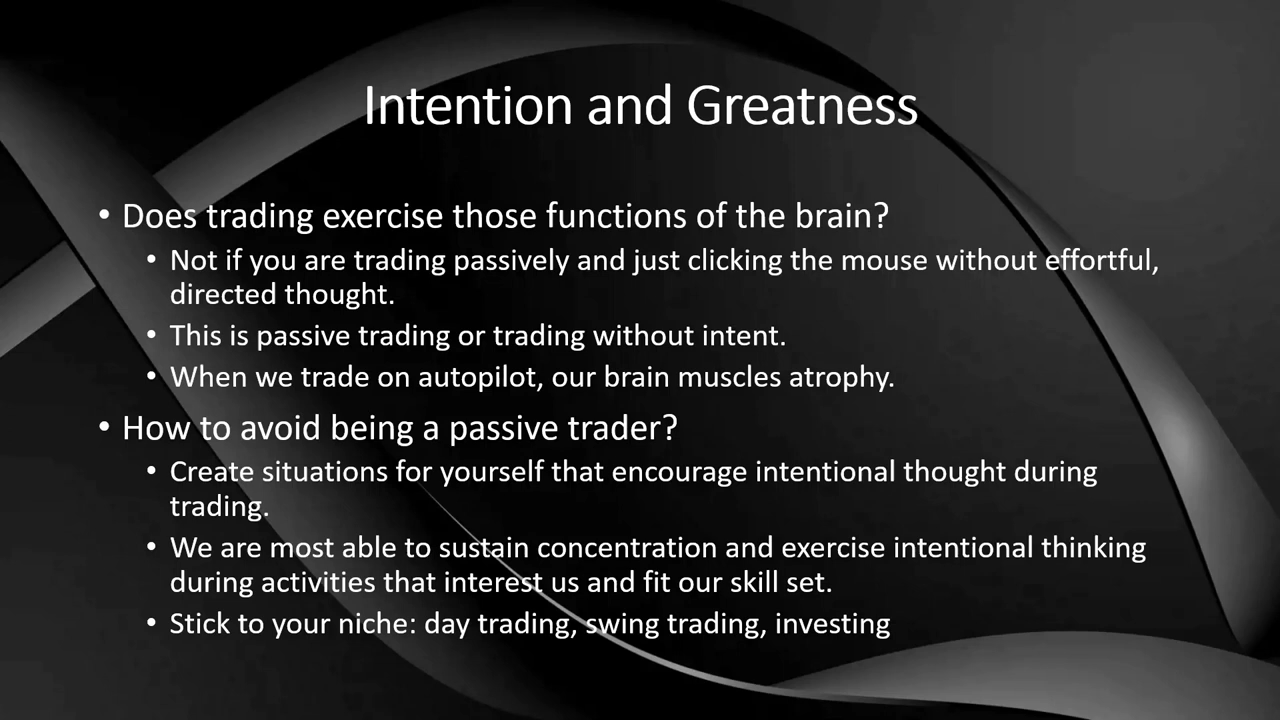 Intention and Greatness
• Does trading exercise those functions of the brain?
• Not if you are trading passively and just clicking the mouse without effortful,
directed thought.
• This is passive trading or trading without intent.
• When we trade on autopilot, our brain muscles atrophy.
• How to avoid being a passive trader?
• Create situations for yourself that encourage intentional thought during
trading.
• We are most able to sustain concentration and exercise intentional thinking
during activities that interest us and fit our skill set.
• Stick to your niche: day trading, swing trading, investing